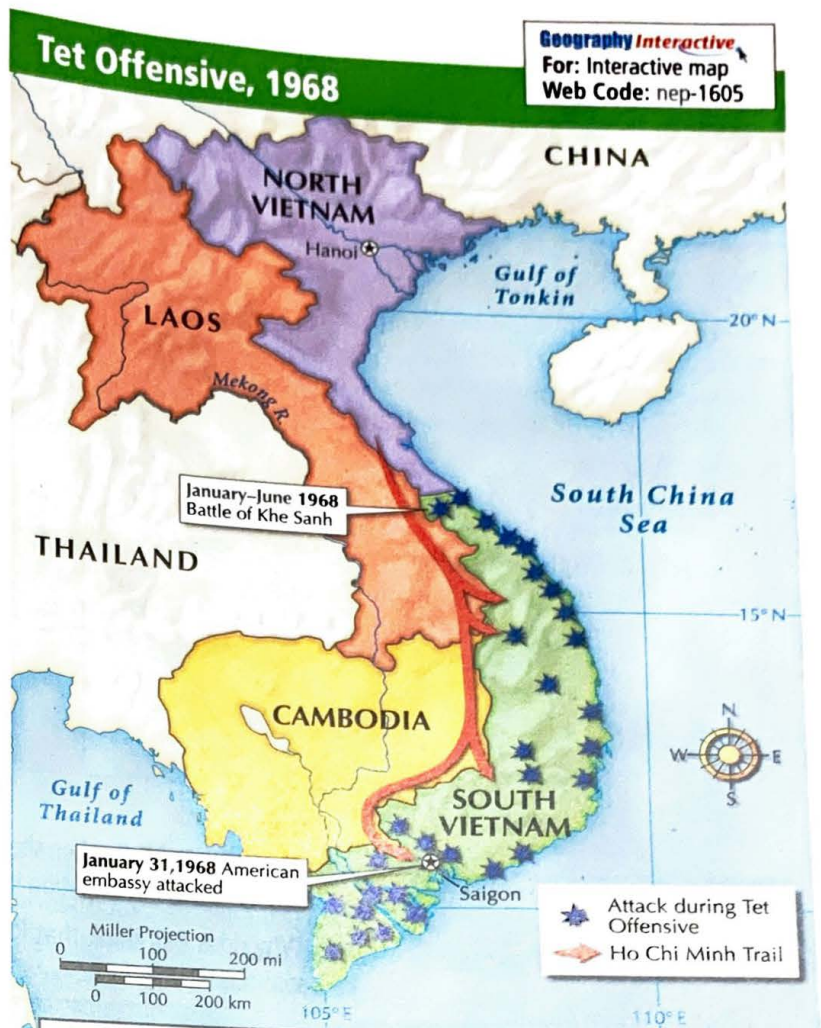 Tet Offensive, 1968
Geography Interactive
For: Interactive map
Web Code: nep-1605
CHINA
NORTH
VIETNAM
Hanoi
Gulf of
Tonkin
LAOS
20° N
Mekong R.
January–June 1968
Battle of Khe Sanh
South China
Sea
THAILAND
15° N
CAMBODIA
N
W
E
S
Gulf of
Thailand
SOUTH
VIETNAM
January 31,1968 American
embassy attacked
Saigon
Attack during Tet
Offensive
Ho Chi Minh Trail
Miller Projection
0 100 200 mi
0 100 200 km
105° E
110° E